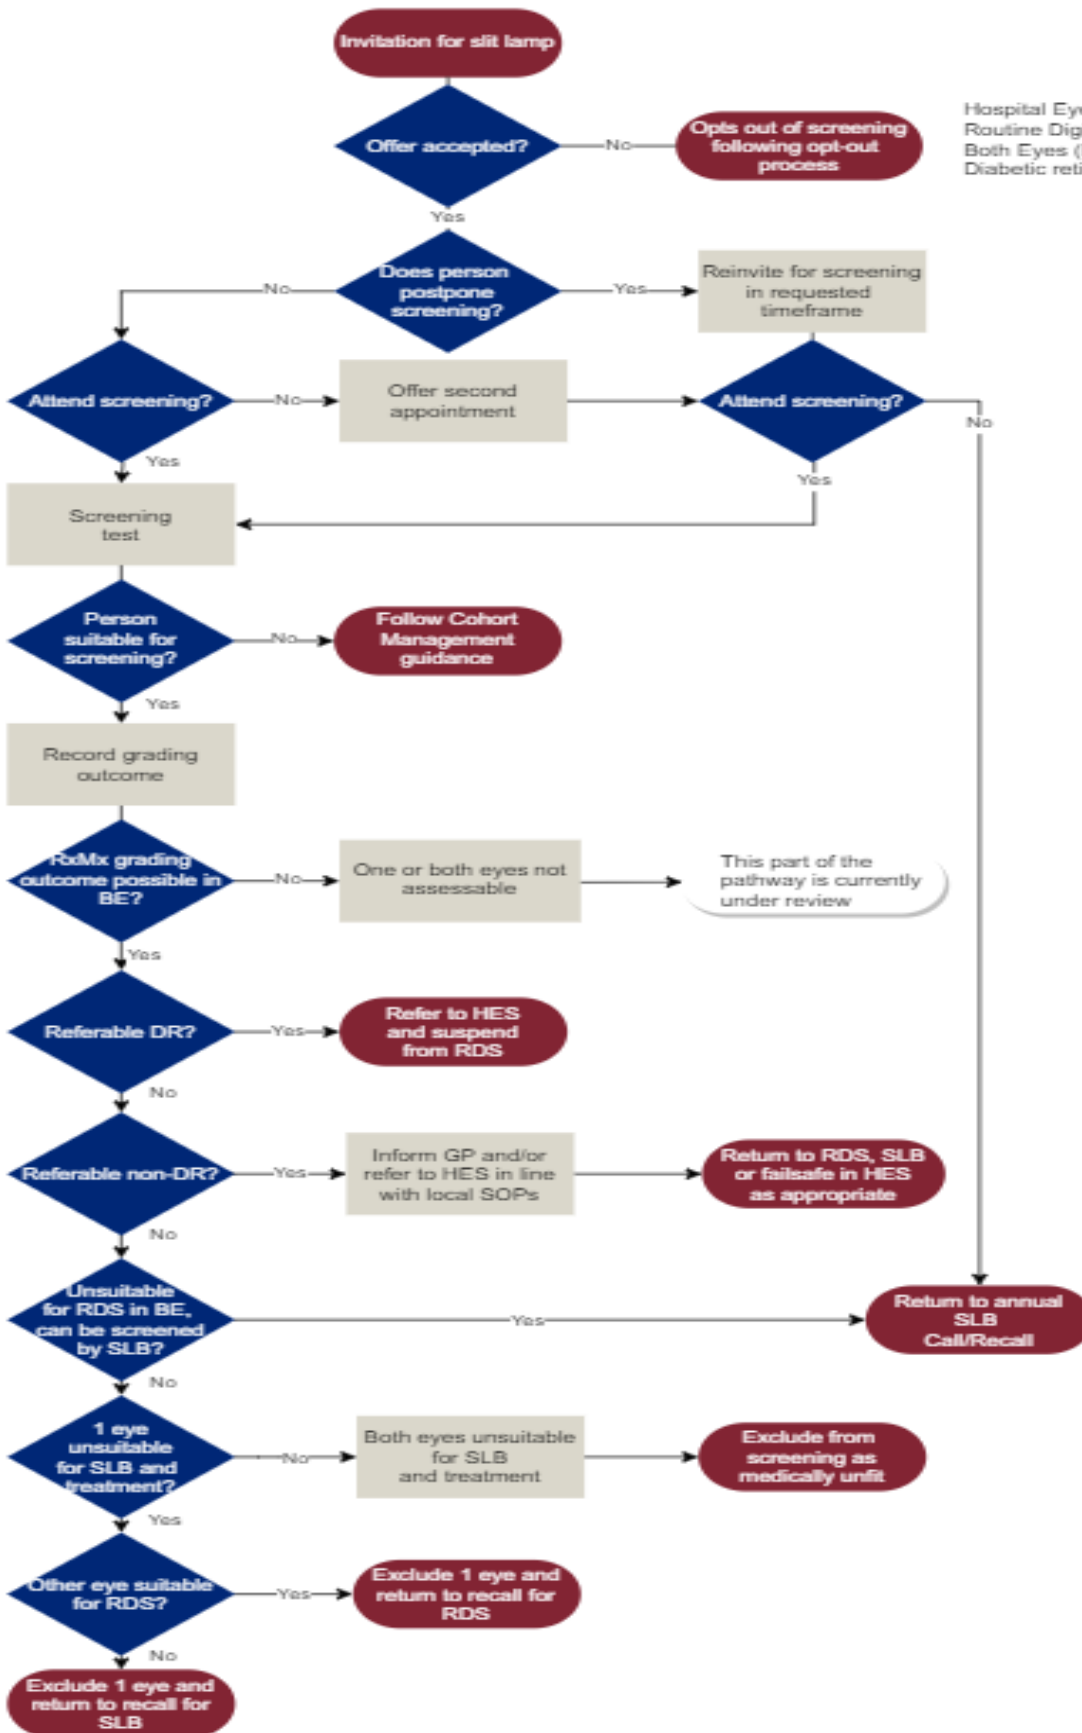 Invitation for slit lamp
Offer accepted?
No
Opts out of screening
following opt-out
process
Hospital Eye
Routine Dig
Both Eyes (
Diabetic reti
Yes
Does person
postpone
screening?
No
Yes
Reinvite for screening
in requested
timeframe
Attend screening?
No
Offer second
appointment
Attend screening?
No
Yes
Yes
Screening
test
Person
suitable for
screening?
No
Follow Cohort
Management
guidance
Yes
Record grading
outcome
RxMx grading
outcome possible in
BE?
No
One or both eyes not
assessable
This part of the
pathway is currently
under review
Yes
Referable DR?
Yes
Refer to HES
and suspend
from RDS
No
Referable non-DR?
Yes
Inform GP and/or
refer to HES in line
with local SOPs
Return to RDS, SLB
or failsafe in HES
as appropriate
No
Unsuitable
for RDS in BE,
can be screened
by SLB?
Yes
Return to annual
SLB
Call/Recall
No
1 eye
unsuitable
for SLB and
treatment?
No
Both eyes unsuitable
for SLB
and treatment
Exclude from
screening as
medically unfit
Yes
Other eye suitable
for RDS?
Yes
Exclude 1 eye and
return to recall for
RDS
No
Exclude 1 eye and
return to recall for
SLB